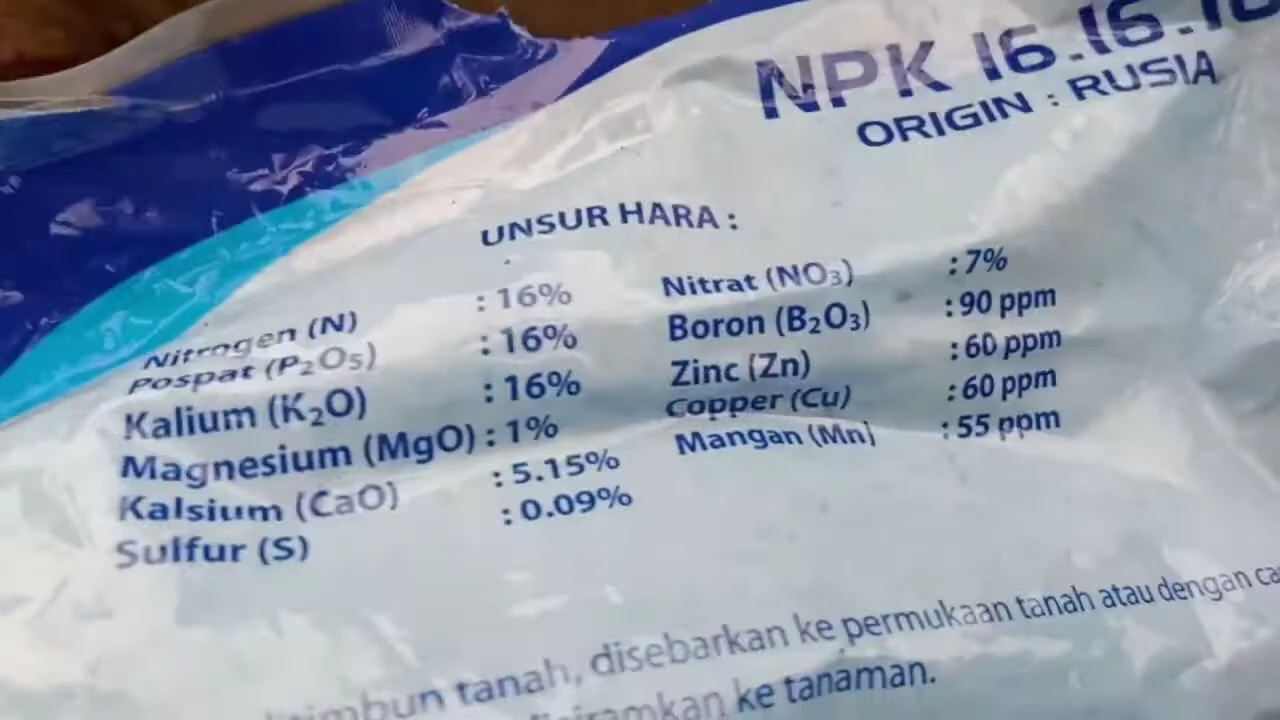 NPK 16.16.16
ORIGIN : RUSIA
UNSUR HARA :
Nitrogen (N) : 16%
Pospat (P₂O₅) : 16%
Kalium (K₂O) : 16%
Magnesium (MgO) : 1%
Kalsium (CaO) : 5.15%
Sulfur (S) : 0.09%
Nitrat (NO₃) : 7%
Boron (B₂O₃) : 90 ppm
Zinc (Zn) : 60 ppm
Copper (Cu) : 60 ppm
Mangan (Mn) : 55 ppm
tanah, disebarkan ke permukaan tanah atau dengan
ke tanaman.